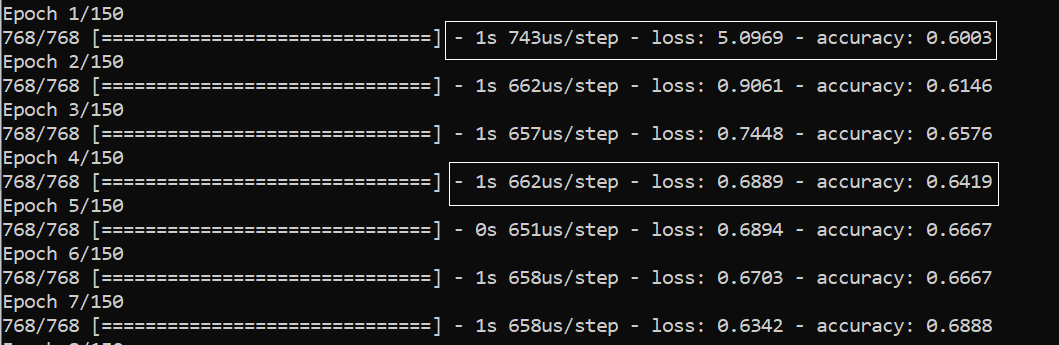 Epoch 1/150
768/768 [==============================] - 1s 743us/step - loss: 5.0969 - accuracy: 0.6003
Epoch 2/150
768/768 [==============================] - 1s 662us/step - loss: 0.9061 - accuracy: 0.6146
Epoch 3/150
768/768 [==============================] - 1s 657us/step - loss: 0.7448 - accuracy: 0.6576
Epoch 4/150
768/768 [==============================] - 1s 662us/step - loss: 0.6889 - accuracy: 0.6419
Epoch 5/150
768/768 [==============================] - 0s 651us/step - loss: 0.6894 - accuracy: 0.6667
Epoch 6/150
768/768 [==============================] - 1s 658us/step - loss: 0.6703 - accuracy: 0.6667
Epoch 7/150
768/768 [==============================] - 1s 658us/step - loss: 0.6342 - accuracy: 0.6888